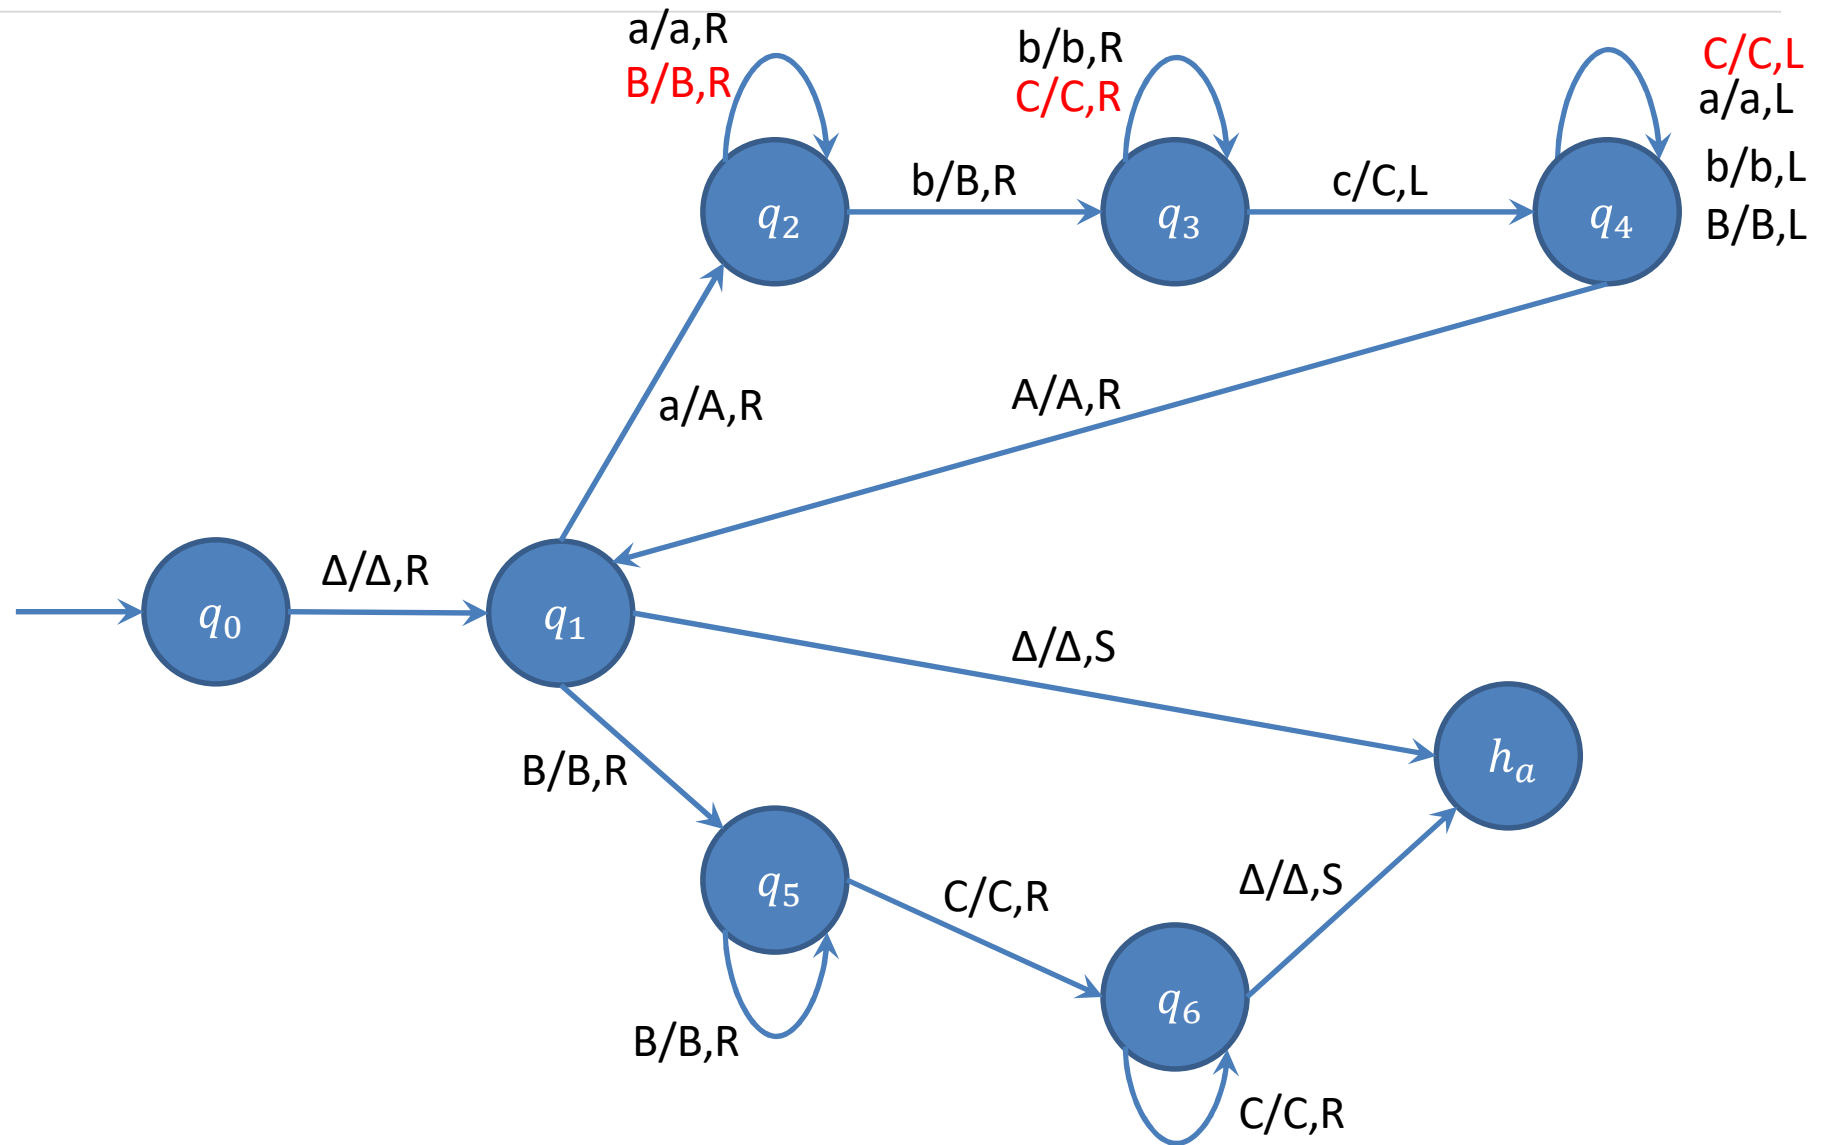 a/a,R
B/B,R
b/b,R
C/C,R
C/C,L
a/a,L
b/b,L
B/B,L
q₂
b/B,R
q₃
c/C,L
q₄
a/A,R
A/A,R
q₀
Δ/Δ,R
q₁
Δ/Δ,S
hₐ
B/B,R
q₅
C/C,R
Δ/Δ,S
q₆
B/B,R
C/C,R